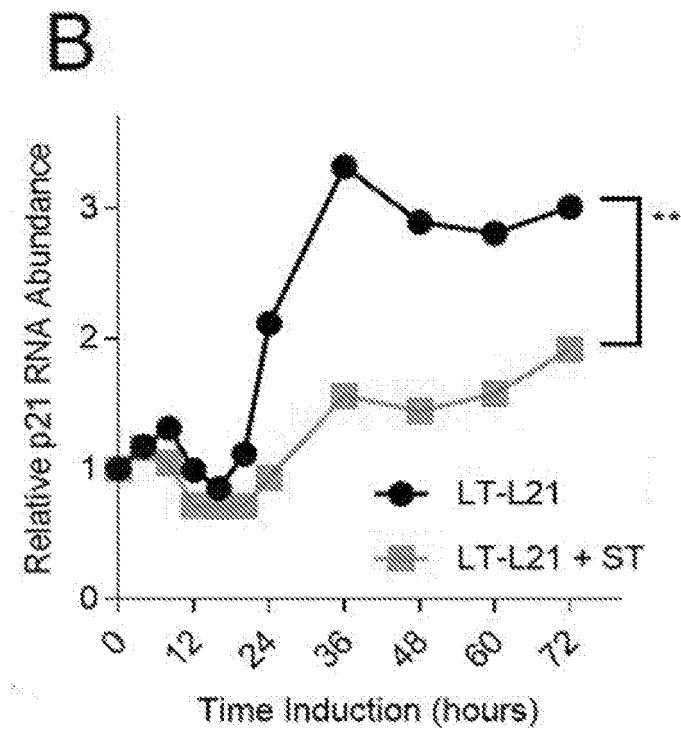 B
Relative p21 RNA Abundance
3
2
1
0
**
LT-L21
LT-L21 + ST
0
12
24
36
48
60
72
Time Induction (hours)